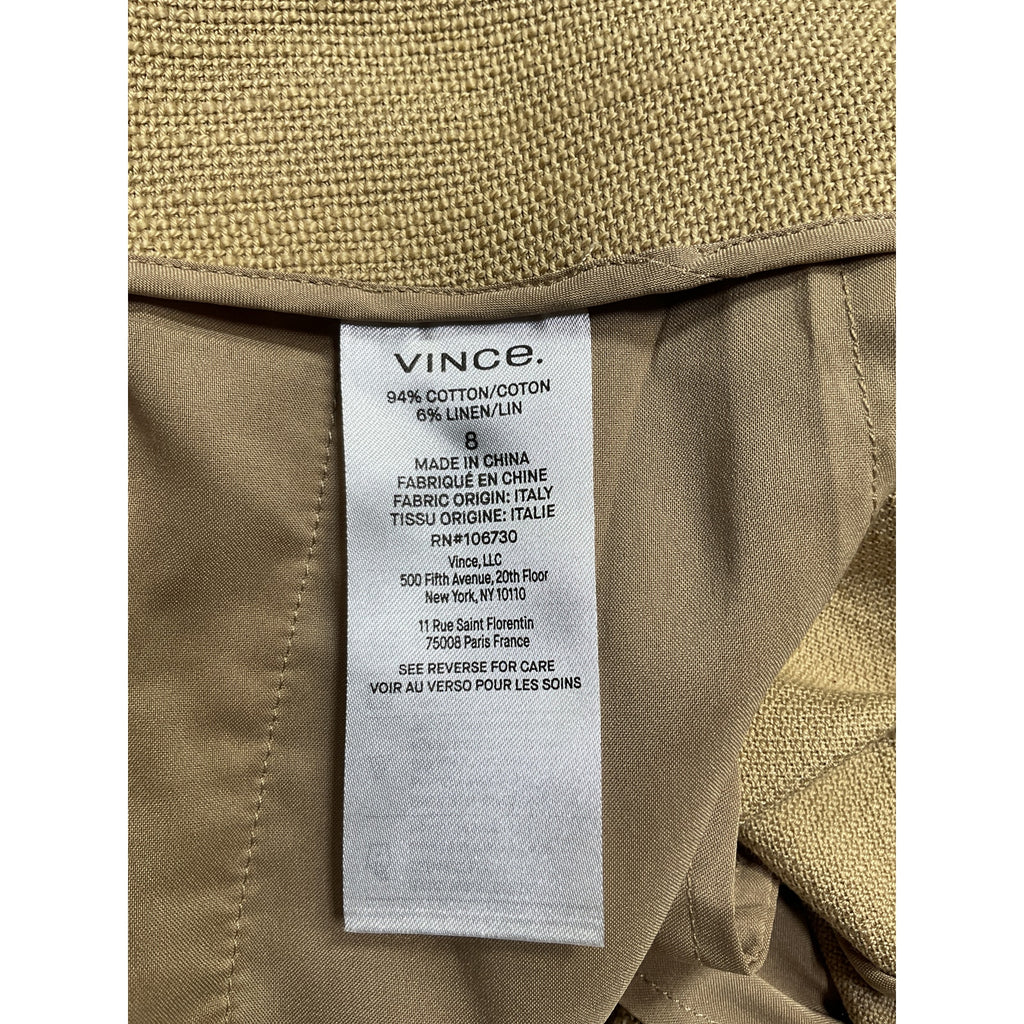 VINCE.
94% COTTON/COTON
6% LINEN/LIN
8
MADE IN CHINA
FABRIQUÉ EN CHINE
FABRIC ORIGIN: ITALY
TISSU ORIGINE: ITALIE
RN#106730
Vince, LLC
500 Fifth Avenue, 20th Floor
New York, NY 10110
11 Rue Saint Florentin
75008 Paris France
SEE REVERSE FOR CARE
VOIR AU VERSO POUR LES SOINS